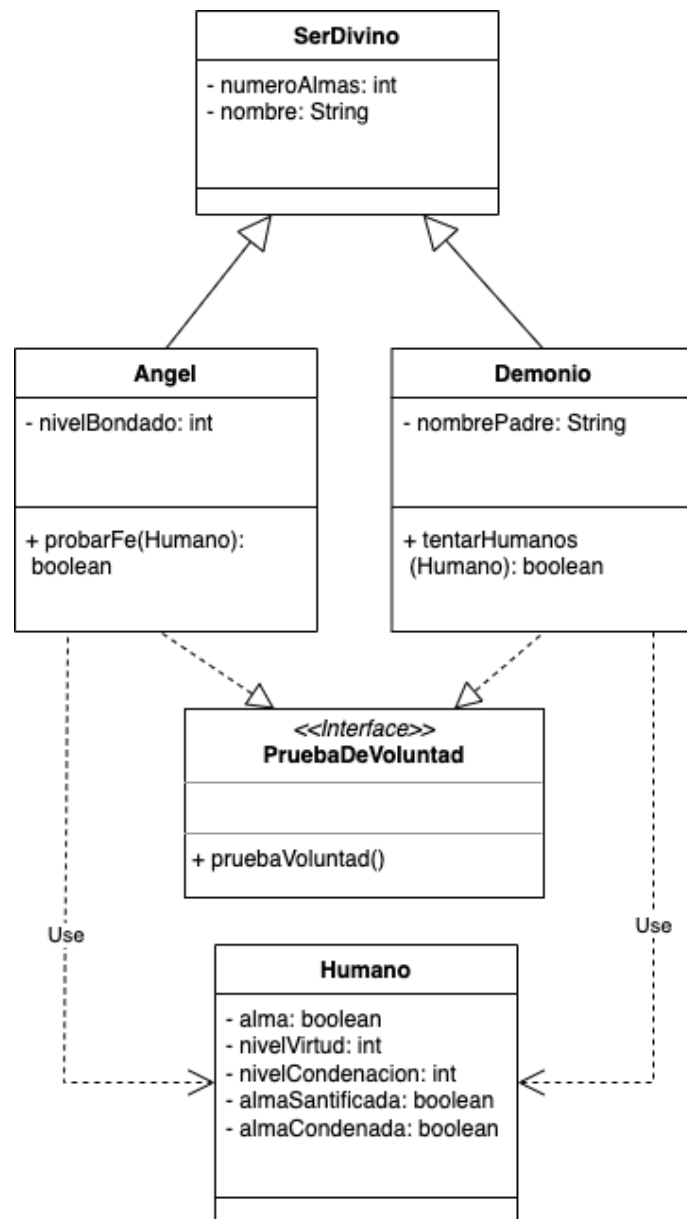 SerDivino
- numeroAlmas: int
- nombre: String
Angel
- nivelBondado: int
+ probarFe(Humano):
boolean
Demonio
- nombrePadre: String
+ tentarHumanos
(Humano): boolean
<<Interface>>
PruebaDeVoluntad
+ pruebaVoluntad()
Use
Use
Humano
- alma: boolean
- nivelVirtud: int
- nivelCondenacion: int
- almaSantificada: boolean
- almaCondenada: boolean